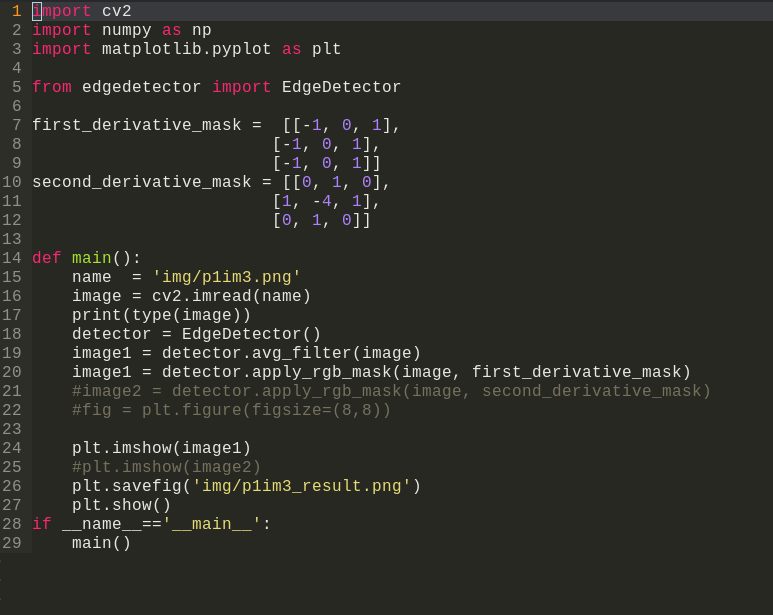 1 import cv2
2 import numpy as np
3 import matplotlib.pyplot as plt
4
5 from edgedetector import EdgeDetector
6
7 first_derivative_mask =  [[-1, 0, 1],
8                         [-1, 0, 1],
9                         [-1, 0, 1]]
10 second_derivative_mask = [[0, 1, 0],
11                         [1, -4, 1],
12                         [0, 1, 0]]
13
14 def main():
15     name  = 'img/p1im3.png'
16     image = cv2.imread(name)
17     print(type(image))
18     detector = EdgeDetector()
19     image1 = detector.avg_filter(image)
20     image1 = detector.apply_rgb_mask(image, first_derivative_mask)
21     #image2 = detector.apply_rgb_mask(image, second_derivative_mask)
22     #fig = plt.figure(figsize=(8,8))
23
24     plt.imshow(image1)
25     #plt.imshow(image2)
26     plt.savefig('img/p1im3_result.png')
27     plt.show()
28 if __name__=='__main__':
29     main()